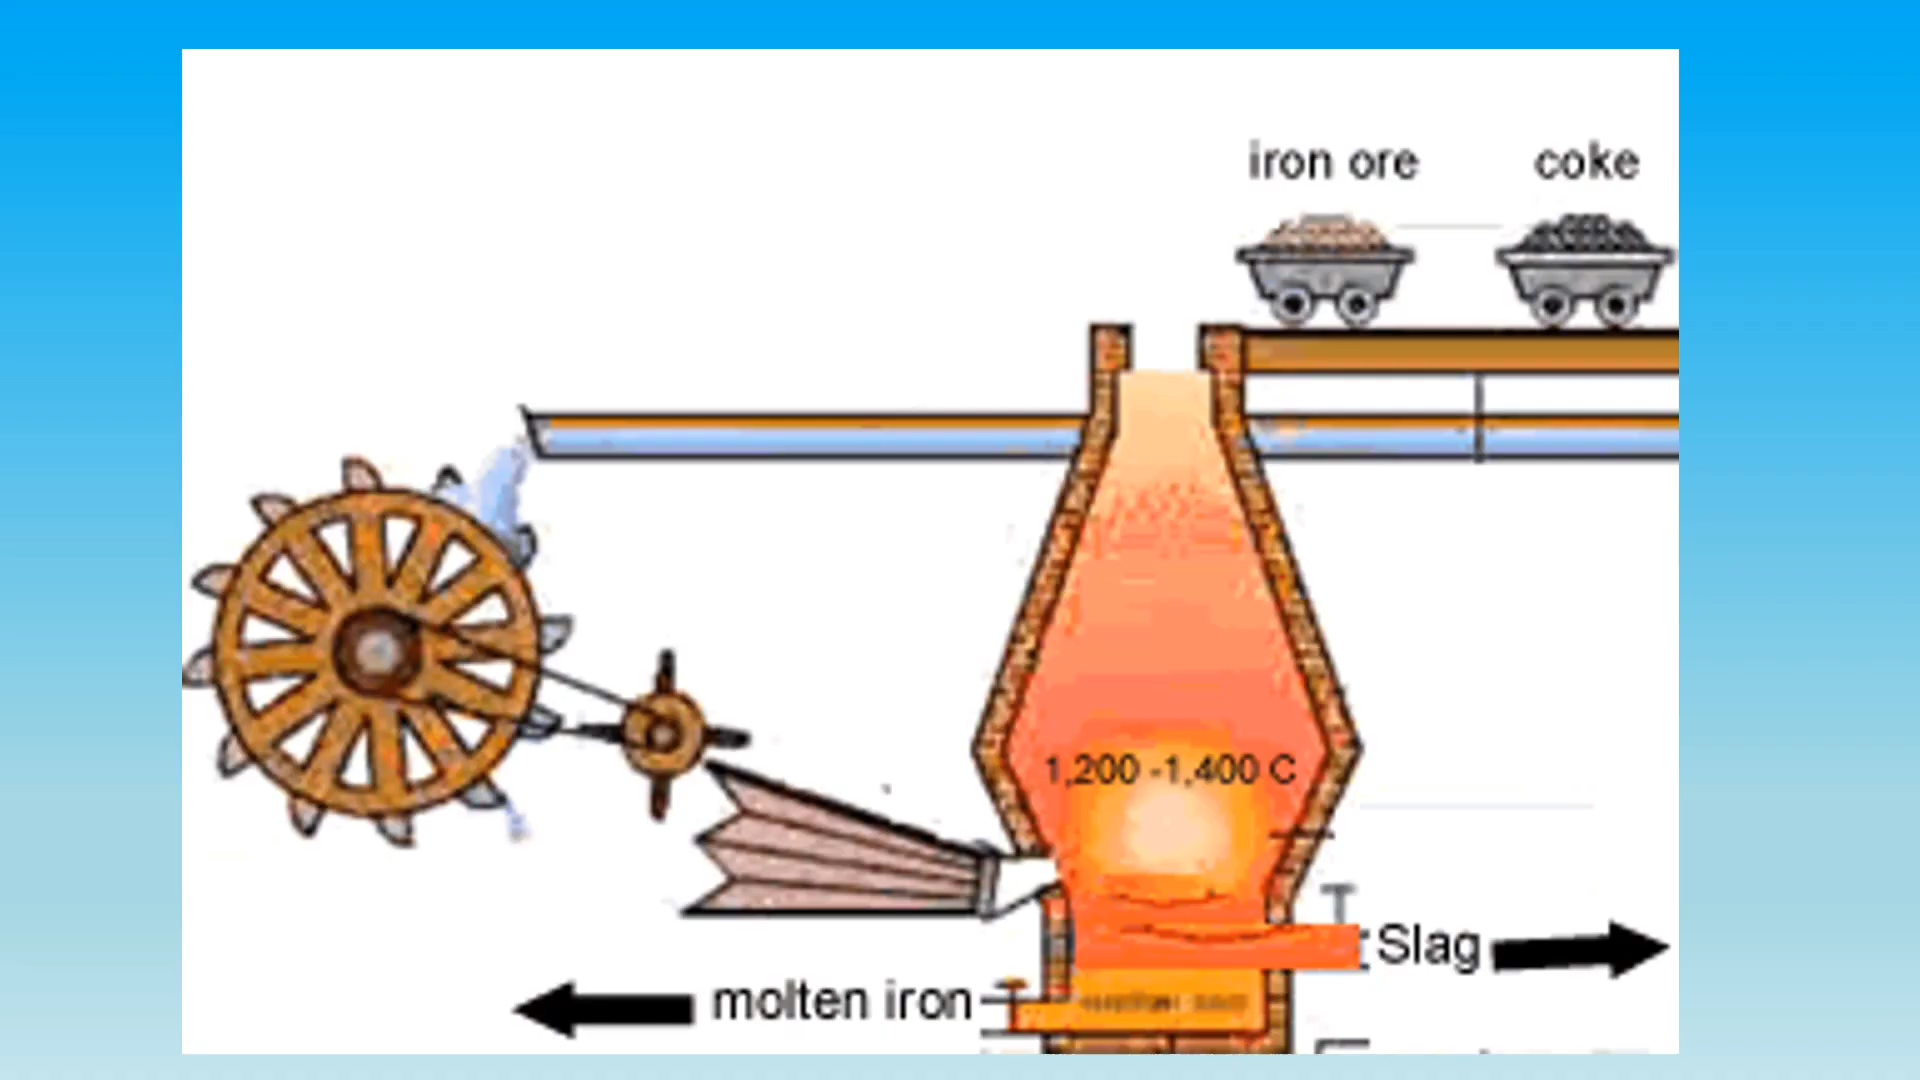 iron ore
coke
1,200 -1,400 C
Slag
molten iron